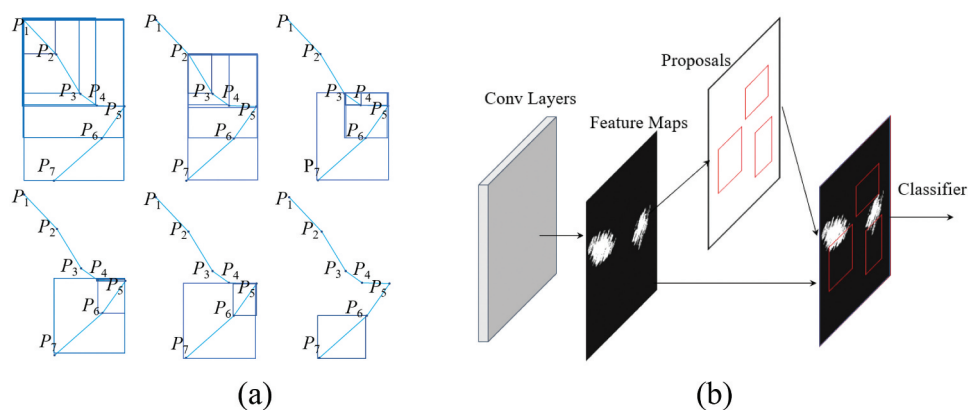 P1 P2 P3 P4 P5 P6 P7
P1 P2 P3 P4 P5 P6 P7
P1 P2 P3 P4 P5 P6 P7
P1 P2 P3 P4 P5 P6 P7
P1 P2 P3 P4 P5 P6 P7
P1 P2 P3 P4 P5 P6 P7
(a)
Conv Layers
Feature Maps
Proposals
Classifier
(b)